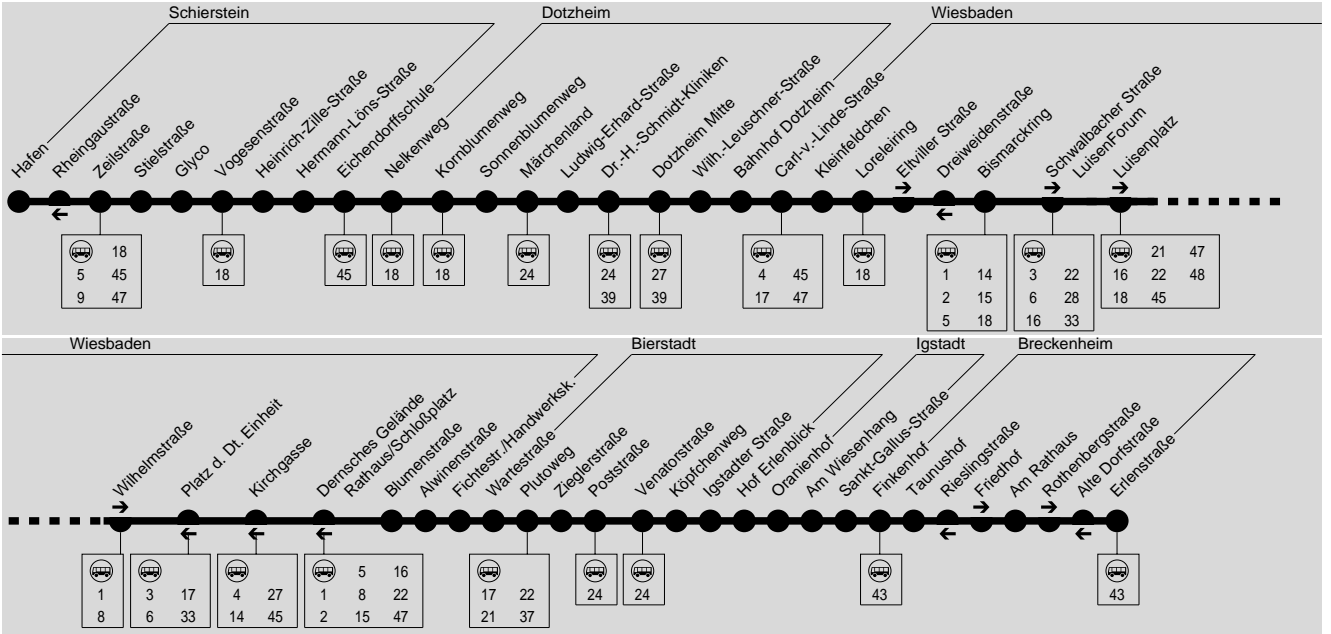 Schierstein
Dotzheim
Wiesbaden
Hafen
Rheingaustraße
Zeilstraße
Stielstraße
Glyco
Vogesenstraße
Heinrich-Zille-Straße
Hermann-Löns-Straße
Eichendorffschule
Nelkenweg
Kornblumenweg
Sonnenblumenweg
Märchenland
Ludwig-Erhard-Straße
Dr.-H.-Schmidt-Kliniken
Dotzheim Mitte
Wilh.-Leuschner-Straße
Bahnhof Dotzheim
Carl-v.-Linde-Straße
Kleinfeldchen
Loreleiring
Eltviller Straße
Dreiweidenstraße
Bismarckring
Schwalbacher Straße
LuisenForum
Luisenplatz
18
5 45
9 47
18
45
18
18
24
24
39
27
39
4 45
17 47
18
1 14
2 15
5 18
3 22
6 28
16 33
21 47
16 22 48
18 45
Wiesbaden
Bierstadt
Igstadt
Breckenheim
Wilhelmstraße
Platz d. Dt. Einheit
Kirchgasse
Dernsches Gelände
Rathaus/Schloßplatz
Blumenstraße
Alwinenstraße
Fichtestr./Handwerksk.
Wartestraße
Plutoweg
Zieglerstraße
Poststraße
Venatorstraße
Köpfchenweg
Igstadter Straße
Hof Erlenblick
Oranienhof
Am Wiesenhang
Sankt-Gallus-Straße
Finkenhof
Taunushof
Rieslingstraße
Friedhof
Am Rathaus
Rothenbergstraße
Alte Dorfstraße
Erlenstraße
1
8
3 17
6 33
4 27
14 45
5 16
1 8 22
2 15 47
17 22
21 37
24
24
43
43